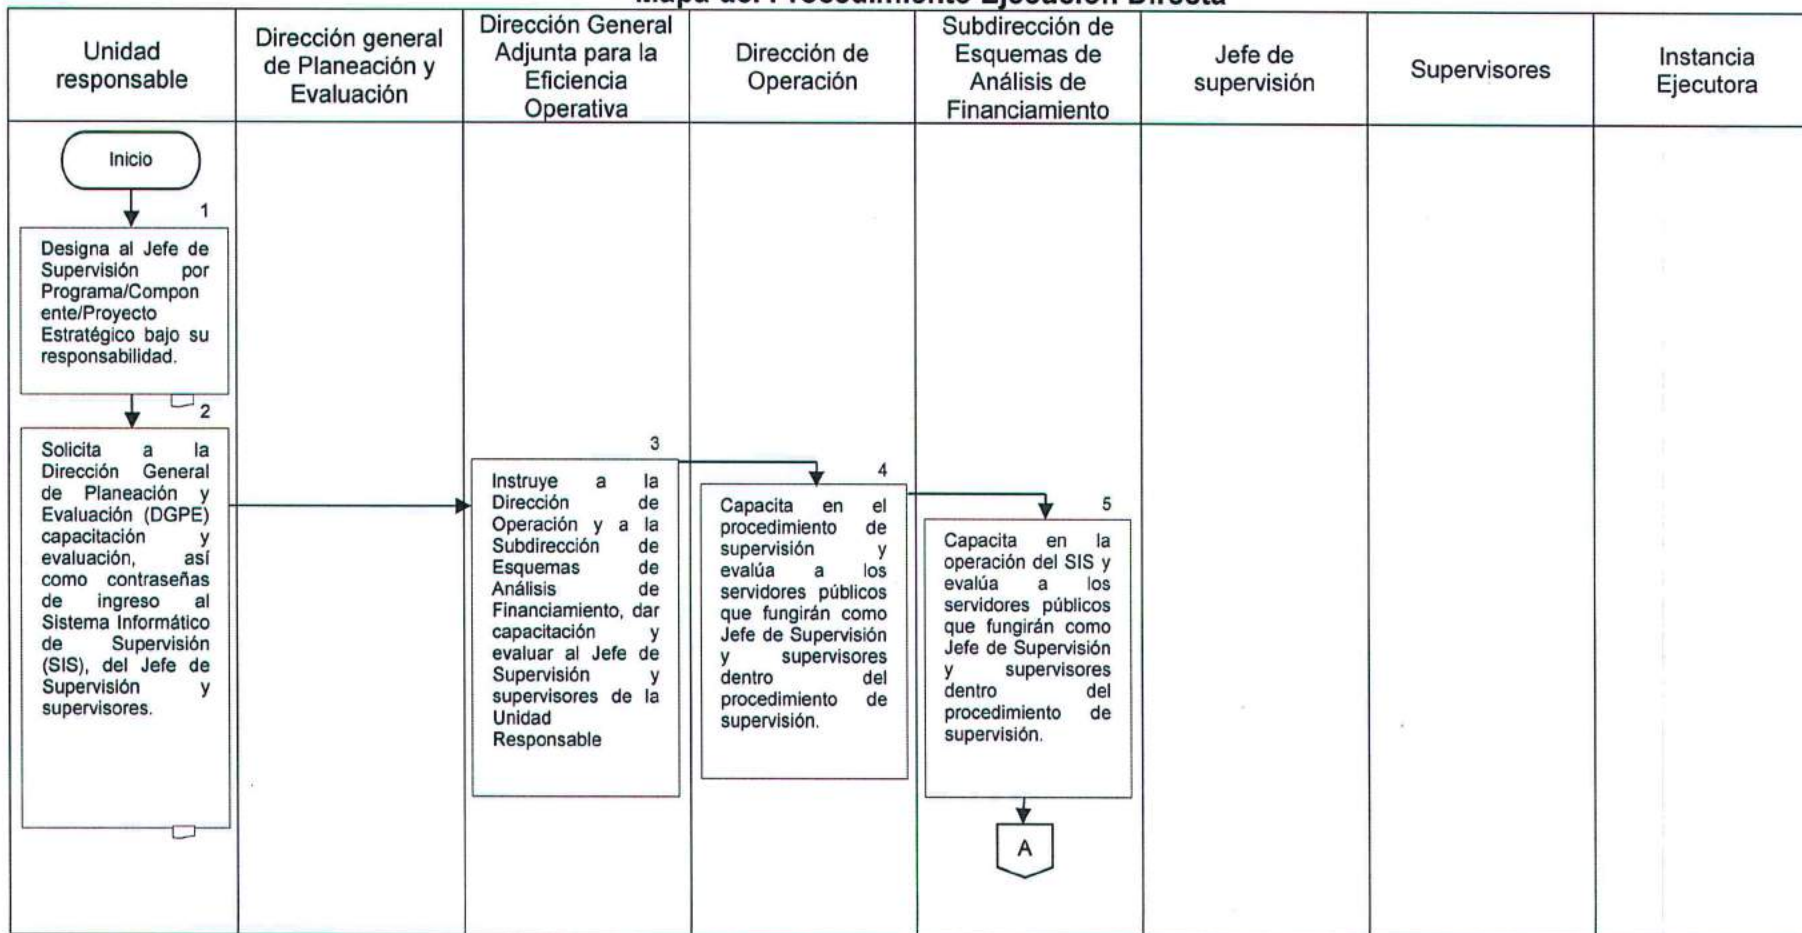 Mapa del Procedimiento Ejecución Directa
Unidad
responsable
Dirección general
de Planeación y
Evaluación
Dirección General
Adjunta para la
Eficiencia
Operativa
Dirección de
Operación
Subdirección de
Esquemas de
Análisis de
Financiamiento
Jefe de
supervisión
Supervisores
Instancia
Ejecutora
Inicio
1
Designa al Jefe de
Supervisión por
Programa/Compon
ente/Proyecto
Estratégico bajo su
responsabilidad.
2
Solicita a la
Dirección General
de Planeación y
Evaluación (DGPE)
capacitación y
evaluación, así
como contraseñas
de ingreso al
Sistema Informático
de Supervisión
(SIS), del Jefe de
Supervisión y
supervisores.
3
Instruye a la
Dirección de
Operación y a la
Subdirección de
Esquemas de
Análisis de
Financiamiento, dar
capacitación y
evaluar al Jefe de
Supervisión y
supervisores de la
Unidad
Responsable
4
Capacita en el
procedimiento de
supervisión y
evalúa a los
servidores públicos
que fungirán como
Jefe de Supervisión
y supervisores
dentro del
procedimiento de
supervisión.
5
Capacita en la
operación del SIS y
evalúa a los
servidores públicos
que fungirán como
Jefe de Supervisión
y supervisores
dentro del
procedimiento de
supervisión.
A